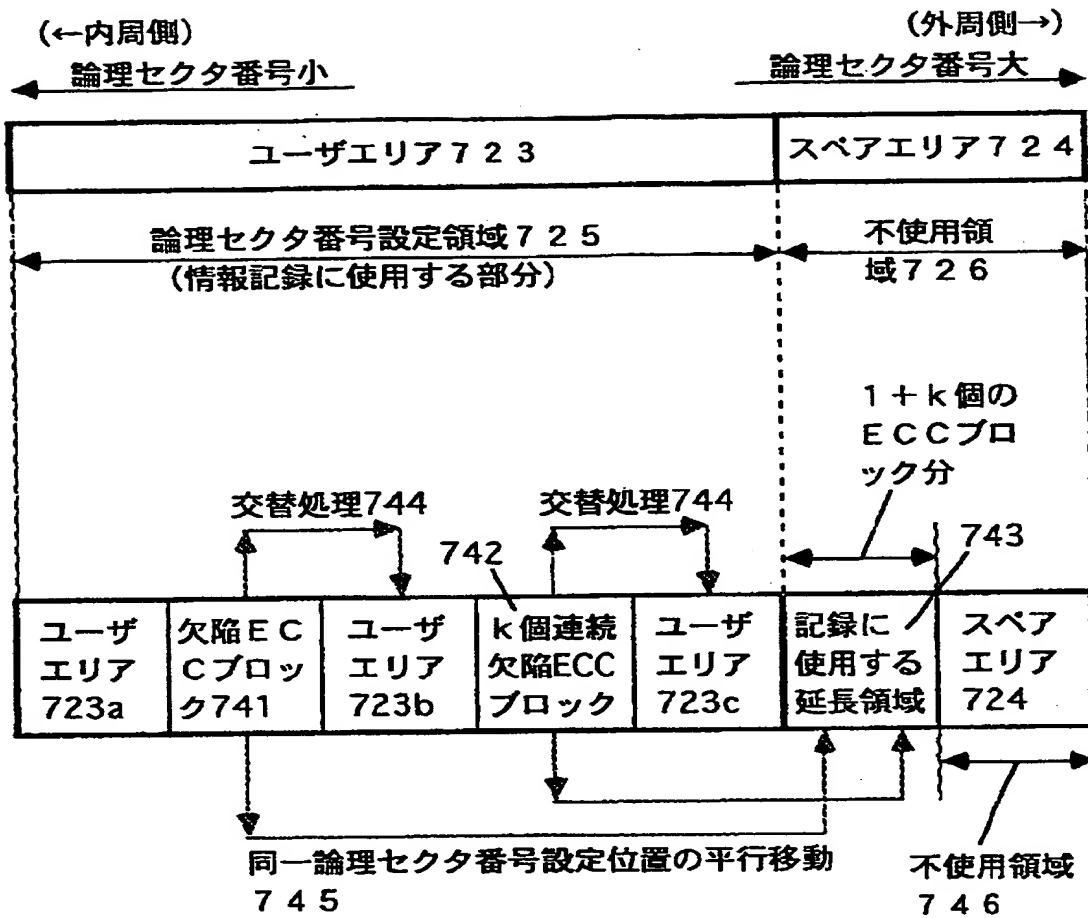 (←内周側)
(外周側→)
論理セクタ番号小
論理セクタ番号大
ユーザエリア723
スペアエリア724
論理セクタ番号設定領域725
(情報記録に使用する部分)
不使用領
域726
1+k個の
ECCブロ
ック分
交替処理744
交替処理744
742
743
ユーザ
エリア
723a
欠陥EC
Cブロッ
ク741
ユーザ
エリア
723b
k個連続
欠陥ECC
ブロック
ユーザ
エリア
723c
記録に
使用する
延長領域
スペア
エリア
724
同一論理セクタ番号設定位置の平行移動
745
不使用領域
746